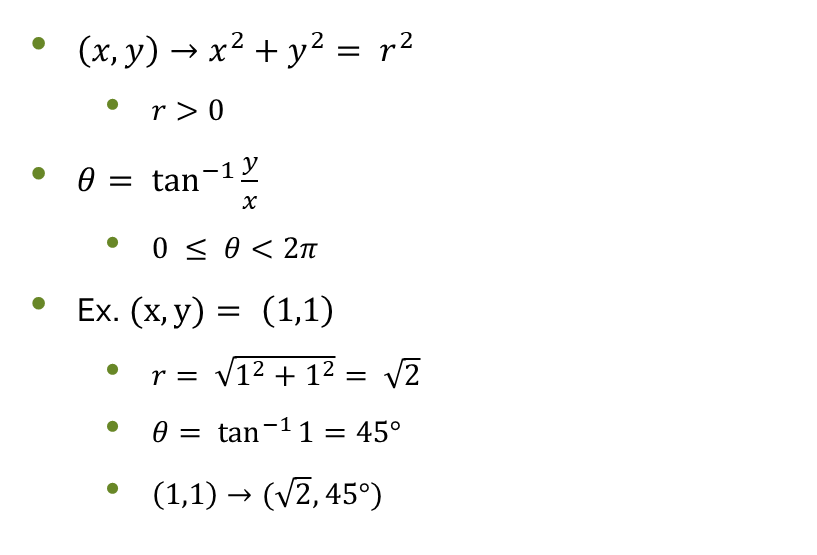 • (x, y) → x² + y² = r²
• r > 0
• θ = tan⁻¹ y/x
• 0 ≤ θ < 2π
• Ex. (x, y) = (1,1)
• r = √(1² + 1²) = √2
• θ = tan⁻¹ 1 = 45°
• (1,1) → (√2, 45°)